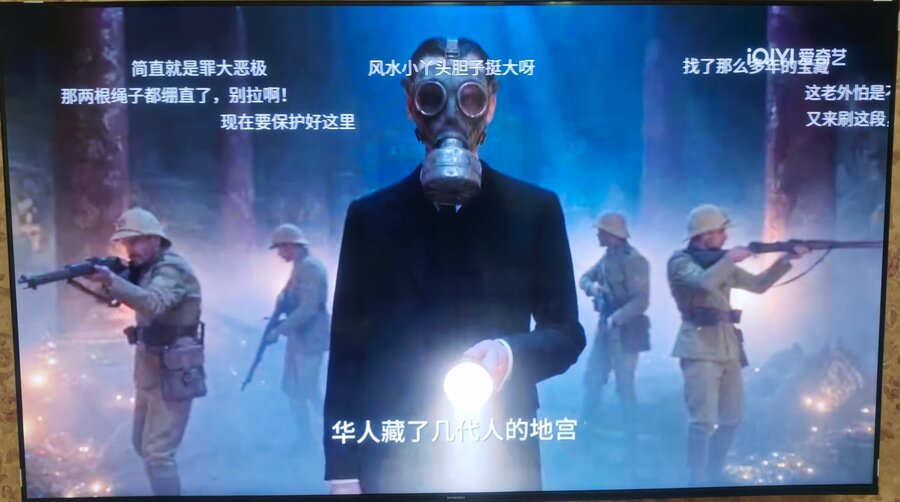 iQIYI 爱奇艺
简直就是罪大恶极
风水小丫头胆子挺大呀
找了那么多年的宝藏
那两根绳子都绷直了，别拉啊！
这老外怕是不
现在要保护好这里
又来刷这段，
华人藏了几代人的地宫